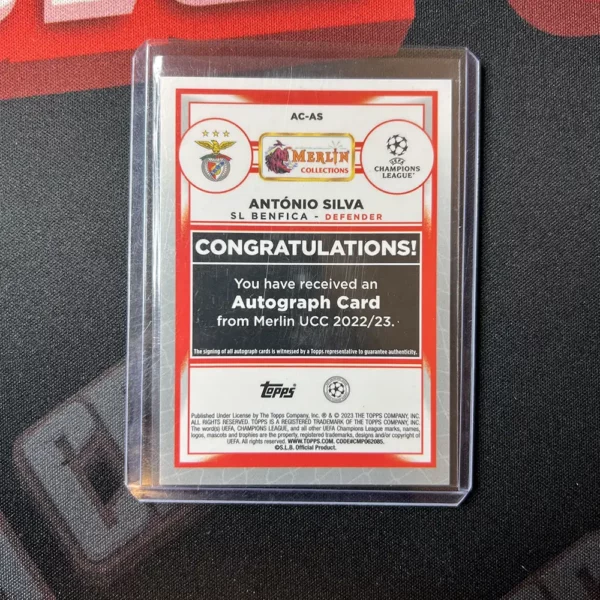 AC-AS
MERLIN
COLLECTIONS
UEFA
CHAMPIONS
LEAGUE
ANTÓNIO SILVA
SL BENFICA - DEFENDER
CONGRATULATIONS!
You have received an
Autograph Card
from Merlin UCC 2022/23.
The signing of all autograph cards is witnessed by a Topps representative to guarantee authenticity.
topps
Published Under License by The Topps Company, Inc. ® & © 2023 THE TOPPS COMPANY, INC.
ALL RIGHTS RESERVED. TOPPS IS A REGISTERED TRADEMARK OF THE TOPPS COMPANY, INC.
The word(s) UEFA, CHAMPIONS LEAGUE, and all other UEFA Champions League marks, names,
logos, mascots and trophies are the property, registered trademarks, designs and/or copyright of
UEFA. All rights reserved. WWW.TOPPS.COM. CODE#CMP062085.
©S.L.B. Official Product.